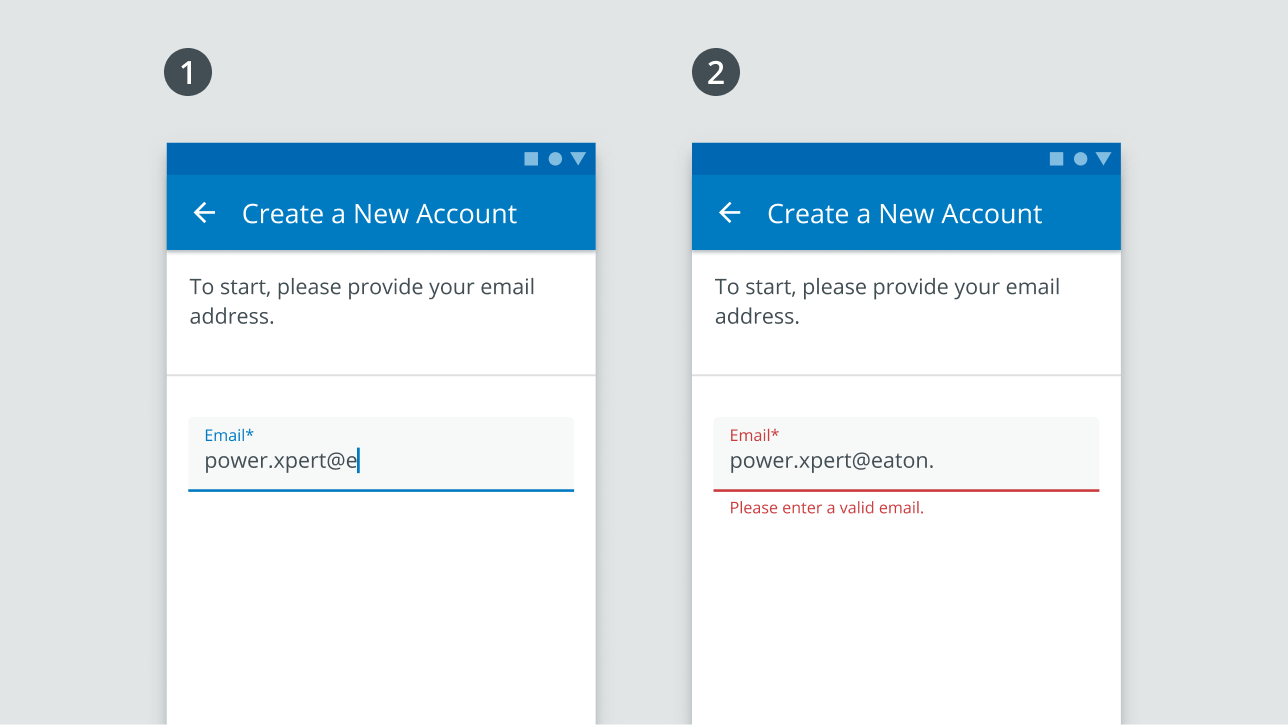 1
Create a New Account
To start, please provide your email
address.
Email*
power.xpert@e
2
Create a New Account
To start, please provide your email
address.
Email*
power.xpert@eaton.
Please enter a valid email.